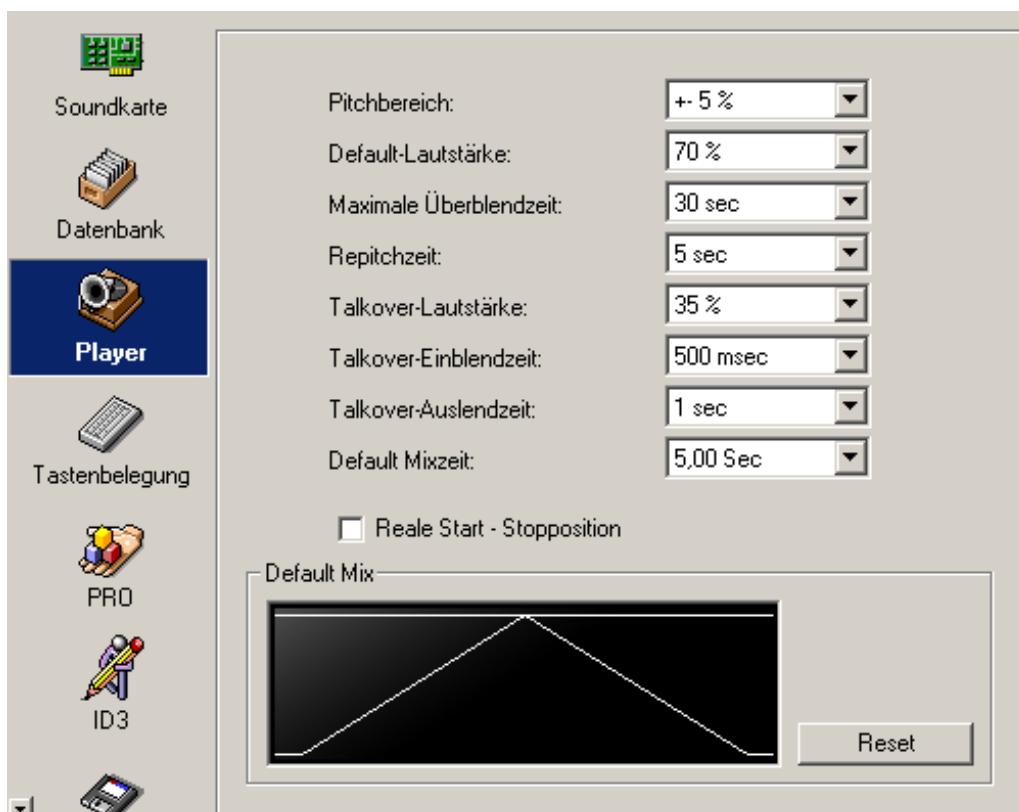 Soundkarte
Datenbank
Player
Tastenbelegung
PRO
ID3
Pitchbereich: +- 5 %
Default-Lautstärke: 70 %
Maximale Überblendzeit: 30 sec
Repitchzeit: 5 sec
Talkover-Lautstärke: 35 %
Talkover-Einblendzeit: 500 msec
Talkover-Auslendzeit: 1 sec
Default Mixzeit: 5,00 Sec
Reale Start - Stopposition
Default Mix
Reset